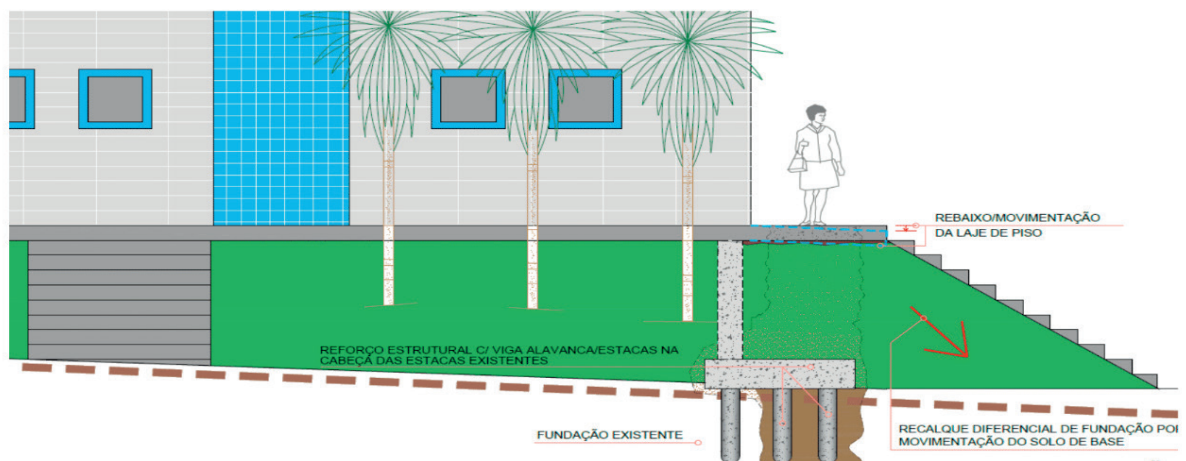 REBAIXO/MOVIMENTAÇÃO
DA LAJE DE PISO
REFORÇO ESTRUTURAL C/ VIGA ALAVANCA/ESTACAS NA
CABEÇA DAS ESTACAS EXISTENTES
FUNDAÇÃO EXISTENTE
RECALQUE DIFERENCIAL DE FUNDAÇÃO
MOVIMENTAÇÃO DO SOLO DE BASE